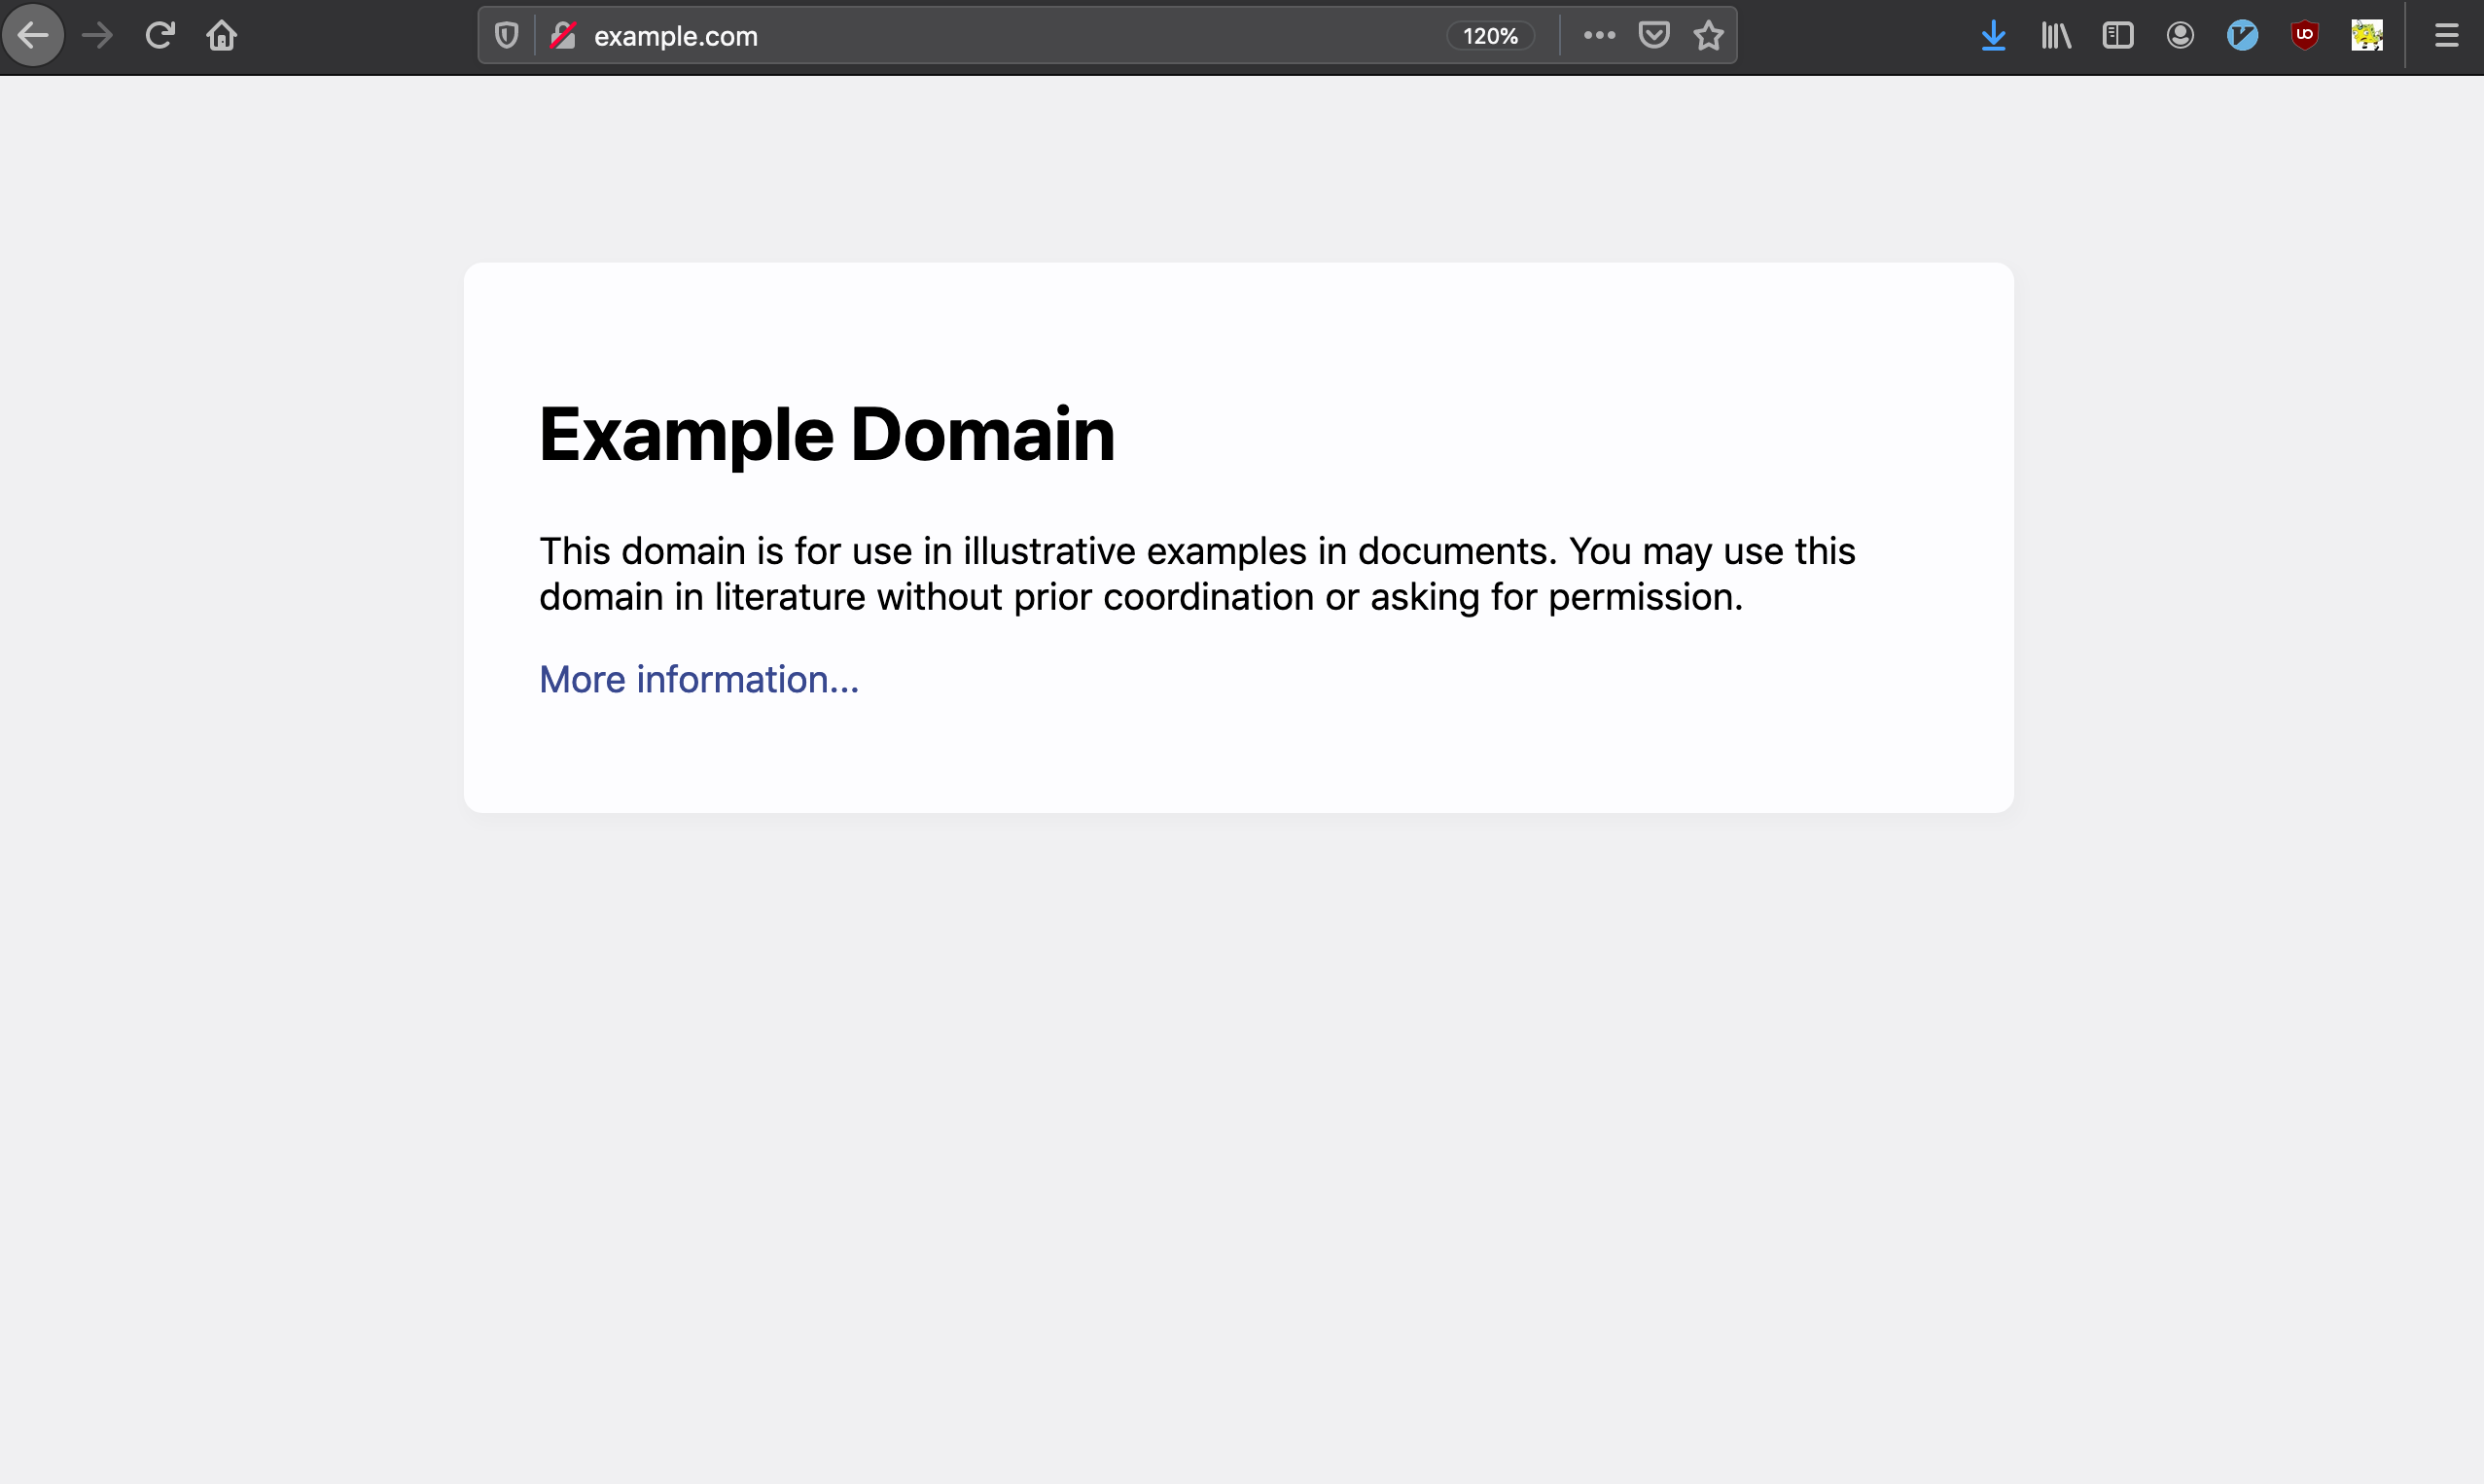 example.com
120%
Example Domain
This domain is for use in illustrative examples in documents. You may use this
domain in literature without prior coordination or asking for permission.
More information...